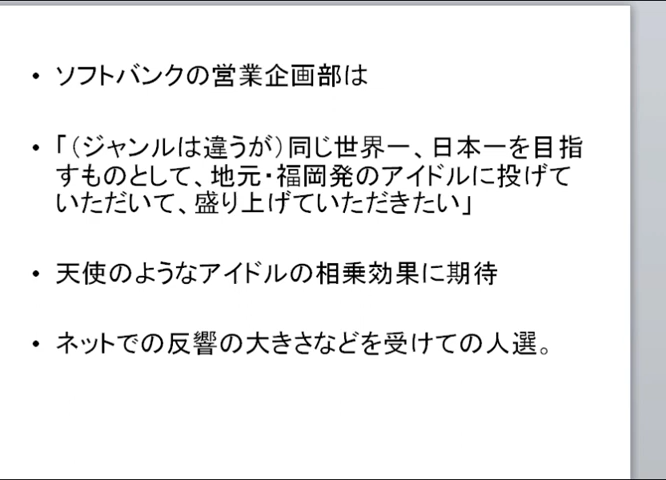 ・ソフトバンクの営業企画部は
・「（ジャンルは違うが）同じ世界一、日本一を目指
すものとして、地元・福岡発のアイドルに投げて
いただいて、盛り上げていただきたい」
・天使のようなアイドルの相乗効果に期待
・ネットでの反響の大きさなどを受けての人選。